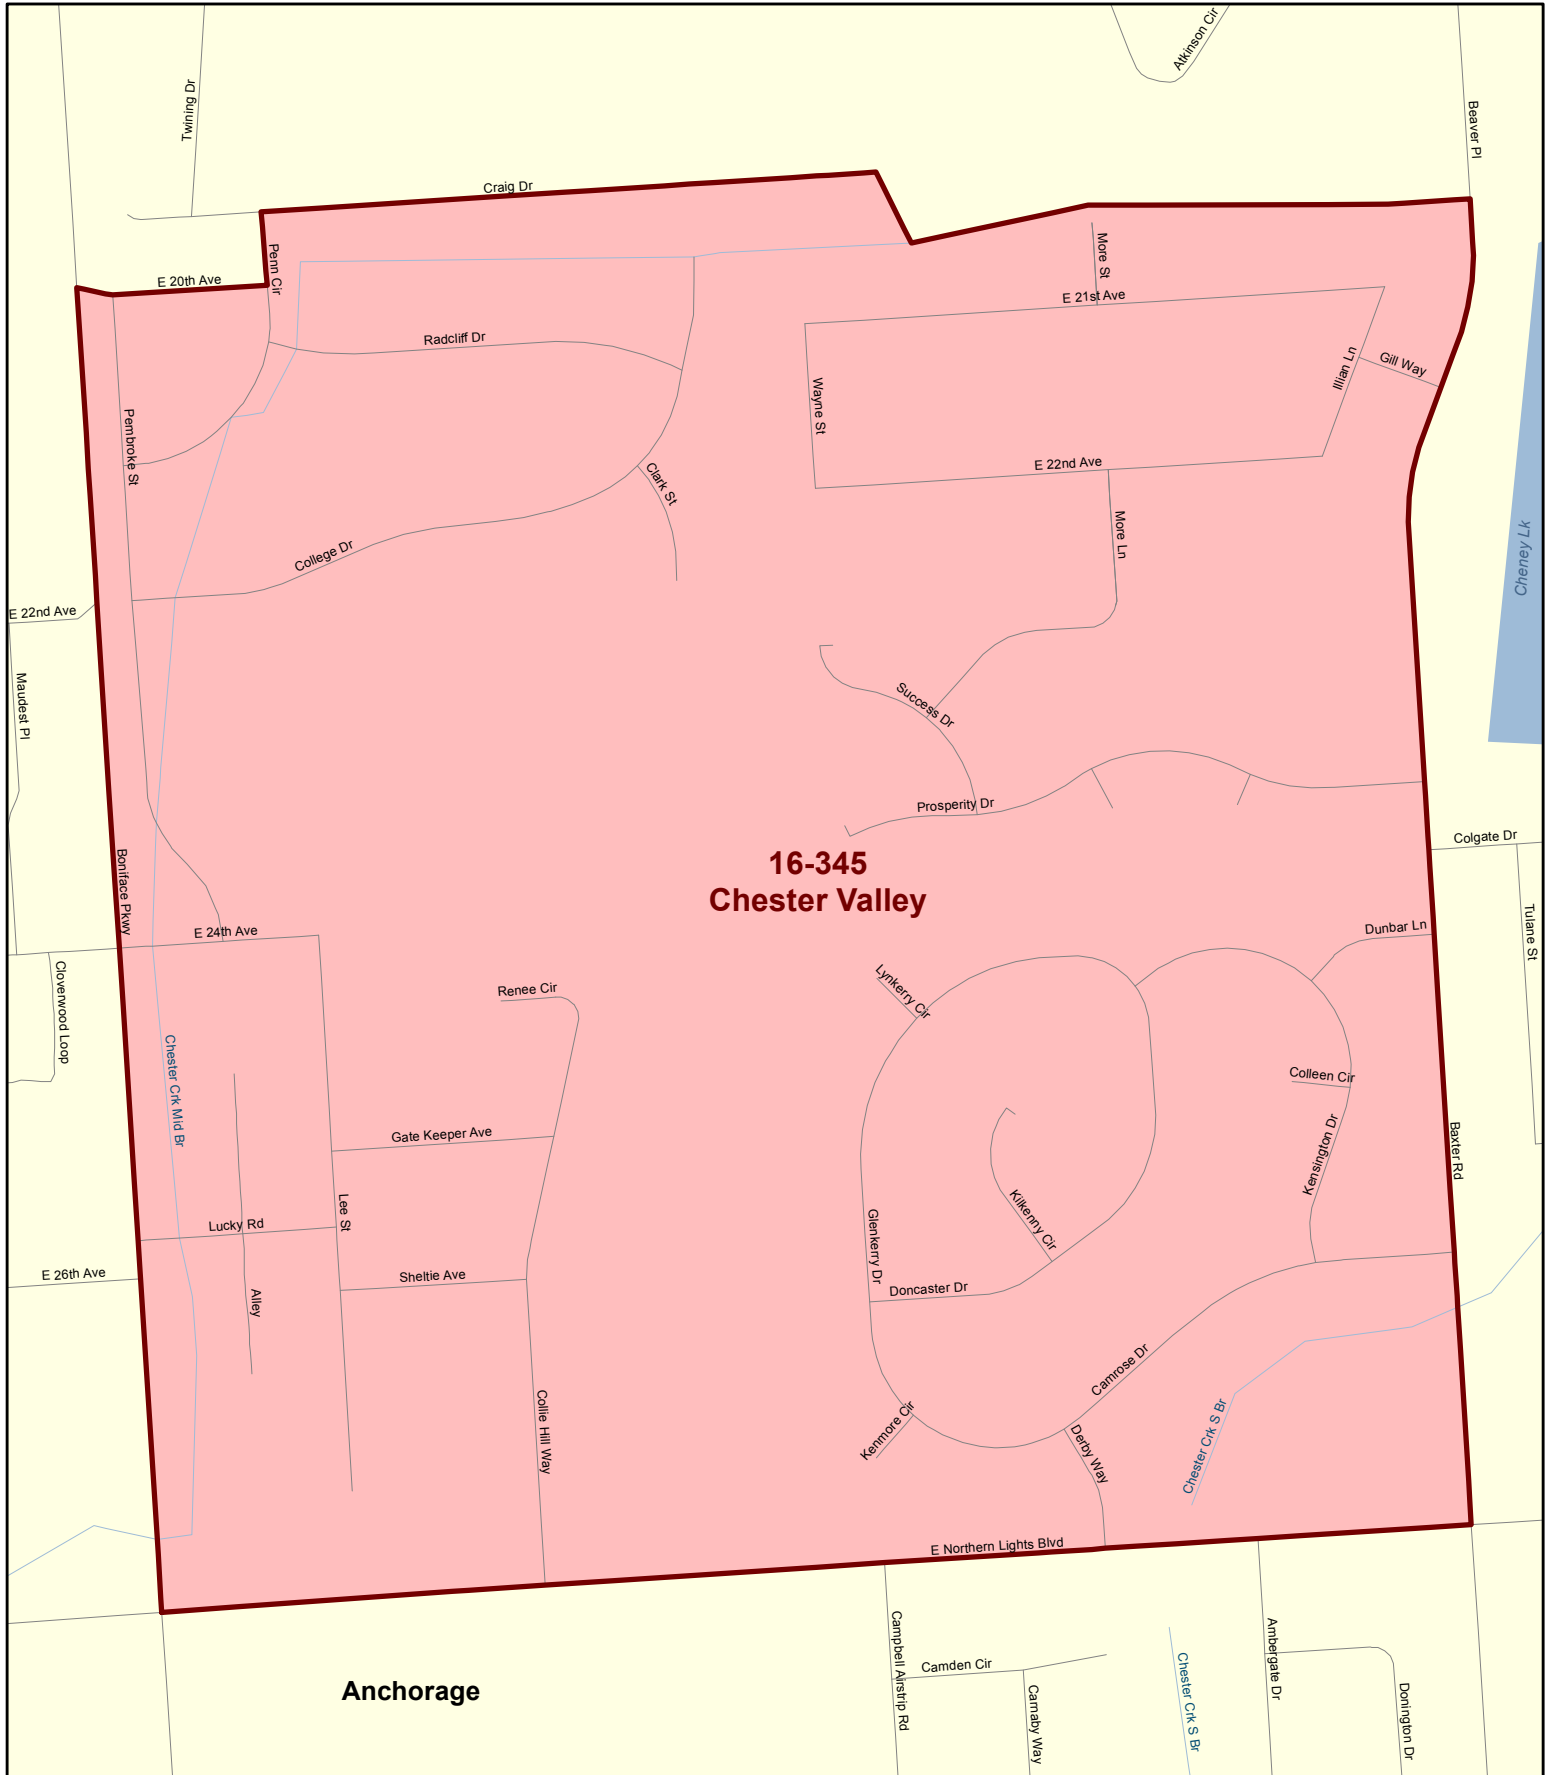 Atkinson Cir
Twining Dr
Beaver Pl
Craig Dr
Penn Cir
More St
E 20th Ave
E 21st Ave
Radcliff Dr
Illian Ln
Gill Way
Wayne St
Pembroke St
E 22nd Ave
Clark St
More Ln
College Dr
Cheney Lk
E 22nd Ave
Maudest Pl
Success Dr
Prosperity Dr
Colgate Dr
16-345
Chester Valley
Boniface Pkwy
E 24th Ave
Dunbar Ln
Tulane St
Cloverwood Loop
Renee Cir
Lynkerry Cir
Chester Crk Mid Br
Colleen Cir
Gate Keeper Ave
Kensington Dr
Baxter Rd
Lee St
Lucky Rd
Kilkenny Cir
Glenkerry Dr
E 26th Ave
Sheltie Ave
Alley
Doncaster Dr
Camrose Dr
Collie Hill Way
Kenmore Cir
Derby Way
Chester Crk S Br
E Northern Lights Blvd
Campbell Airstrip Rd
Camden Cir
Ambergate Dr
Chester Crk S Br
Carnaby Way
Donington Dr
Anchorage